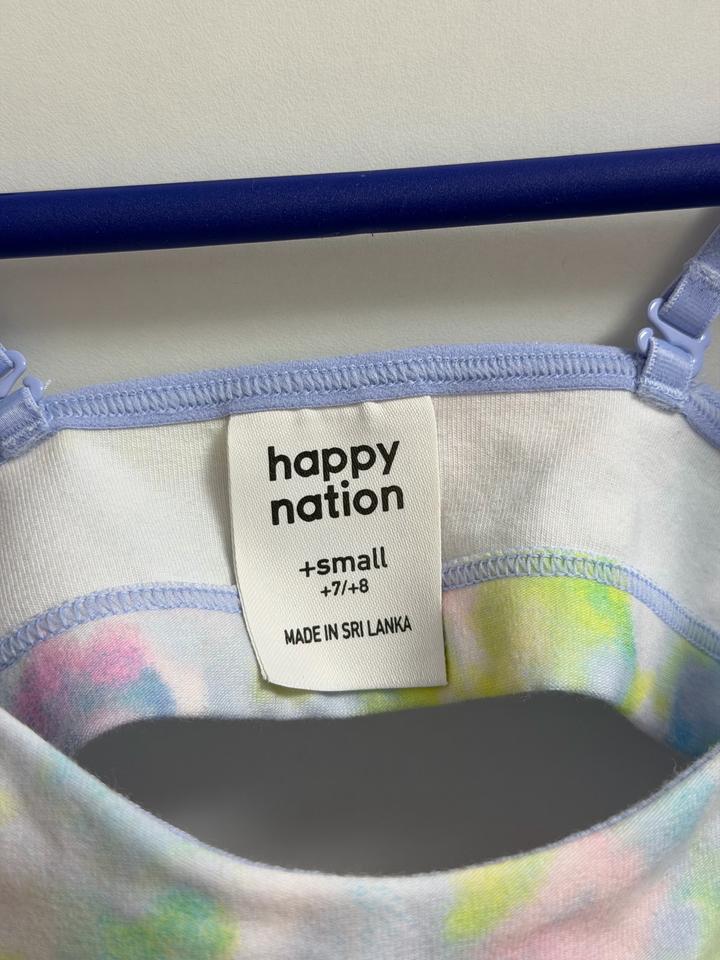 happy
nation
+small
+7/+8
MADE IN SRI LANKA